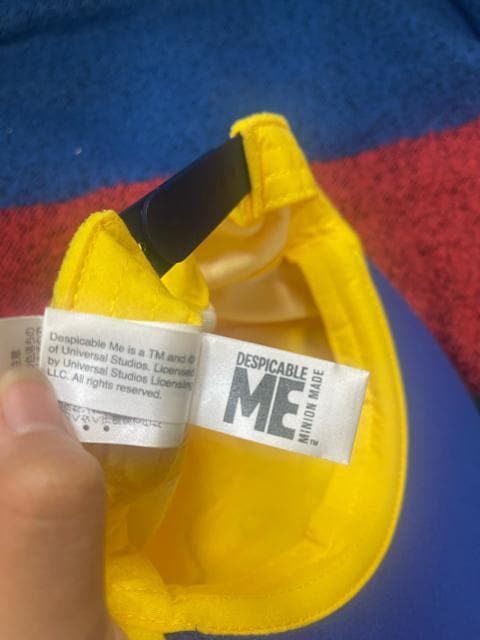 Despicable Me is a TM and ©
of Universal Studios. Licensed
by Universal Studios Licensing
LLC. All rights reserved.
DESPICABLE
ME
MINION MADE
TM